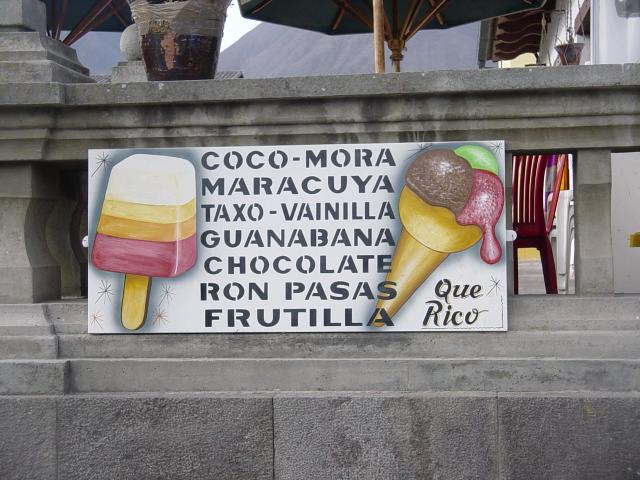 COCO-MORA
MARACUYA
TAXO-VAINILLA
GUANABANA
CHOCOLATE
RON PASAS
FRUTILLA
Que
Rico